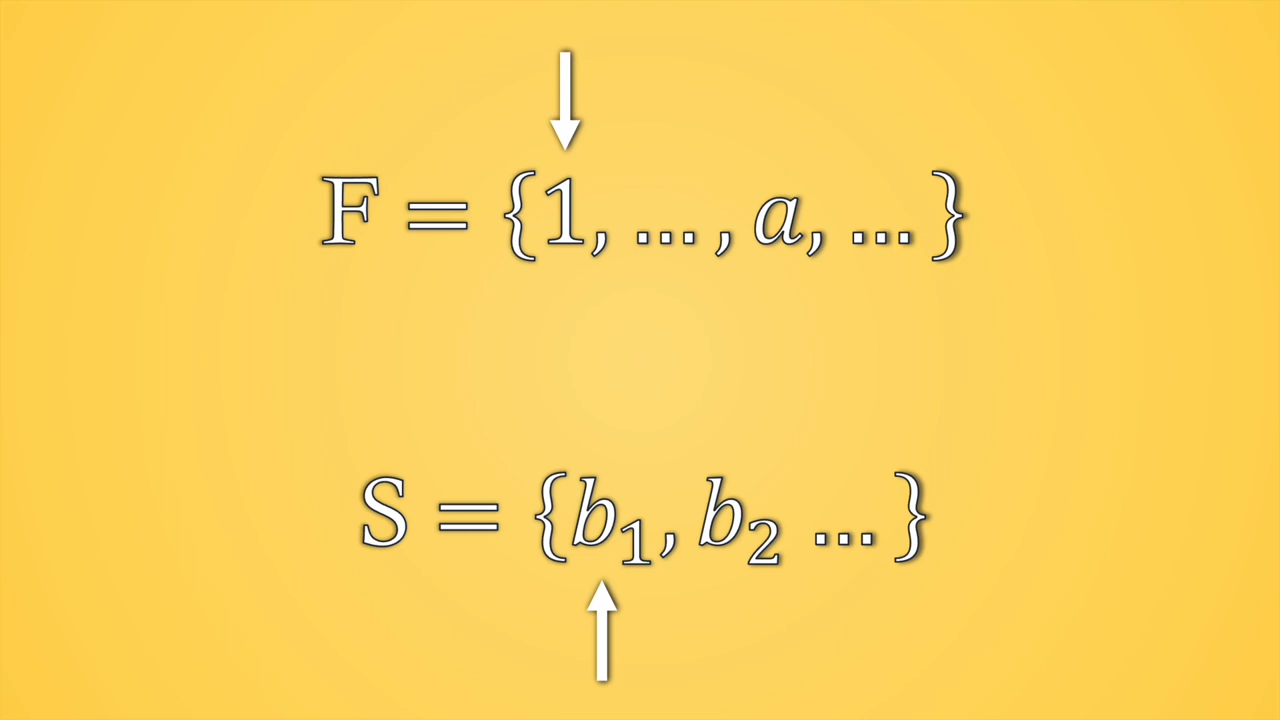 F = {1, ... , a, ... }
S = {b₁, b₂ ... }